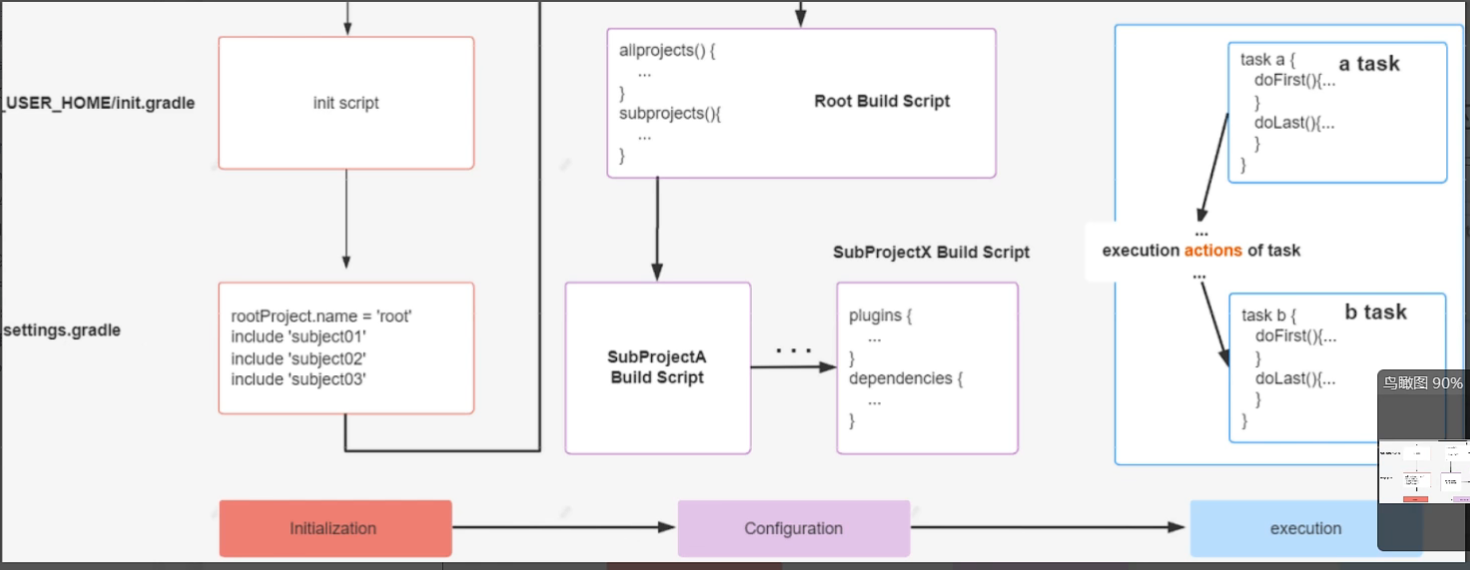 _USER_HOME/init.gradle
init script
settings.gradle
rootProject.name = 'root'
include 'subject01'
include 'subject02'
include 'subject03'
allprojects() {
...
}
subprojects(){
...
}
Root Build Script
SubProjectA
Build Script
...
SubProjectX Build Script
plugins {
...
}
dependencies {
...
}
task a {
doFirst(){...
}
doLast(){...
}
}
a task
...
execution actions of task
...
task b {
doFirst(){...
}
doLast(){...
}
}
b task
鸟瞰图 90%
Initialization
Configuration
execution